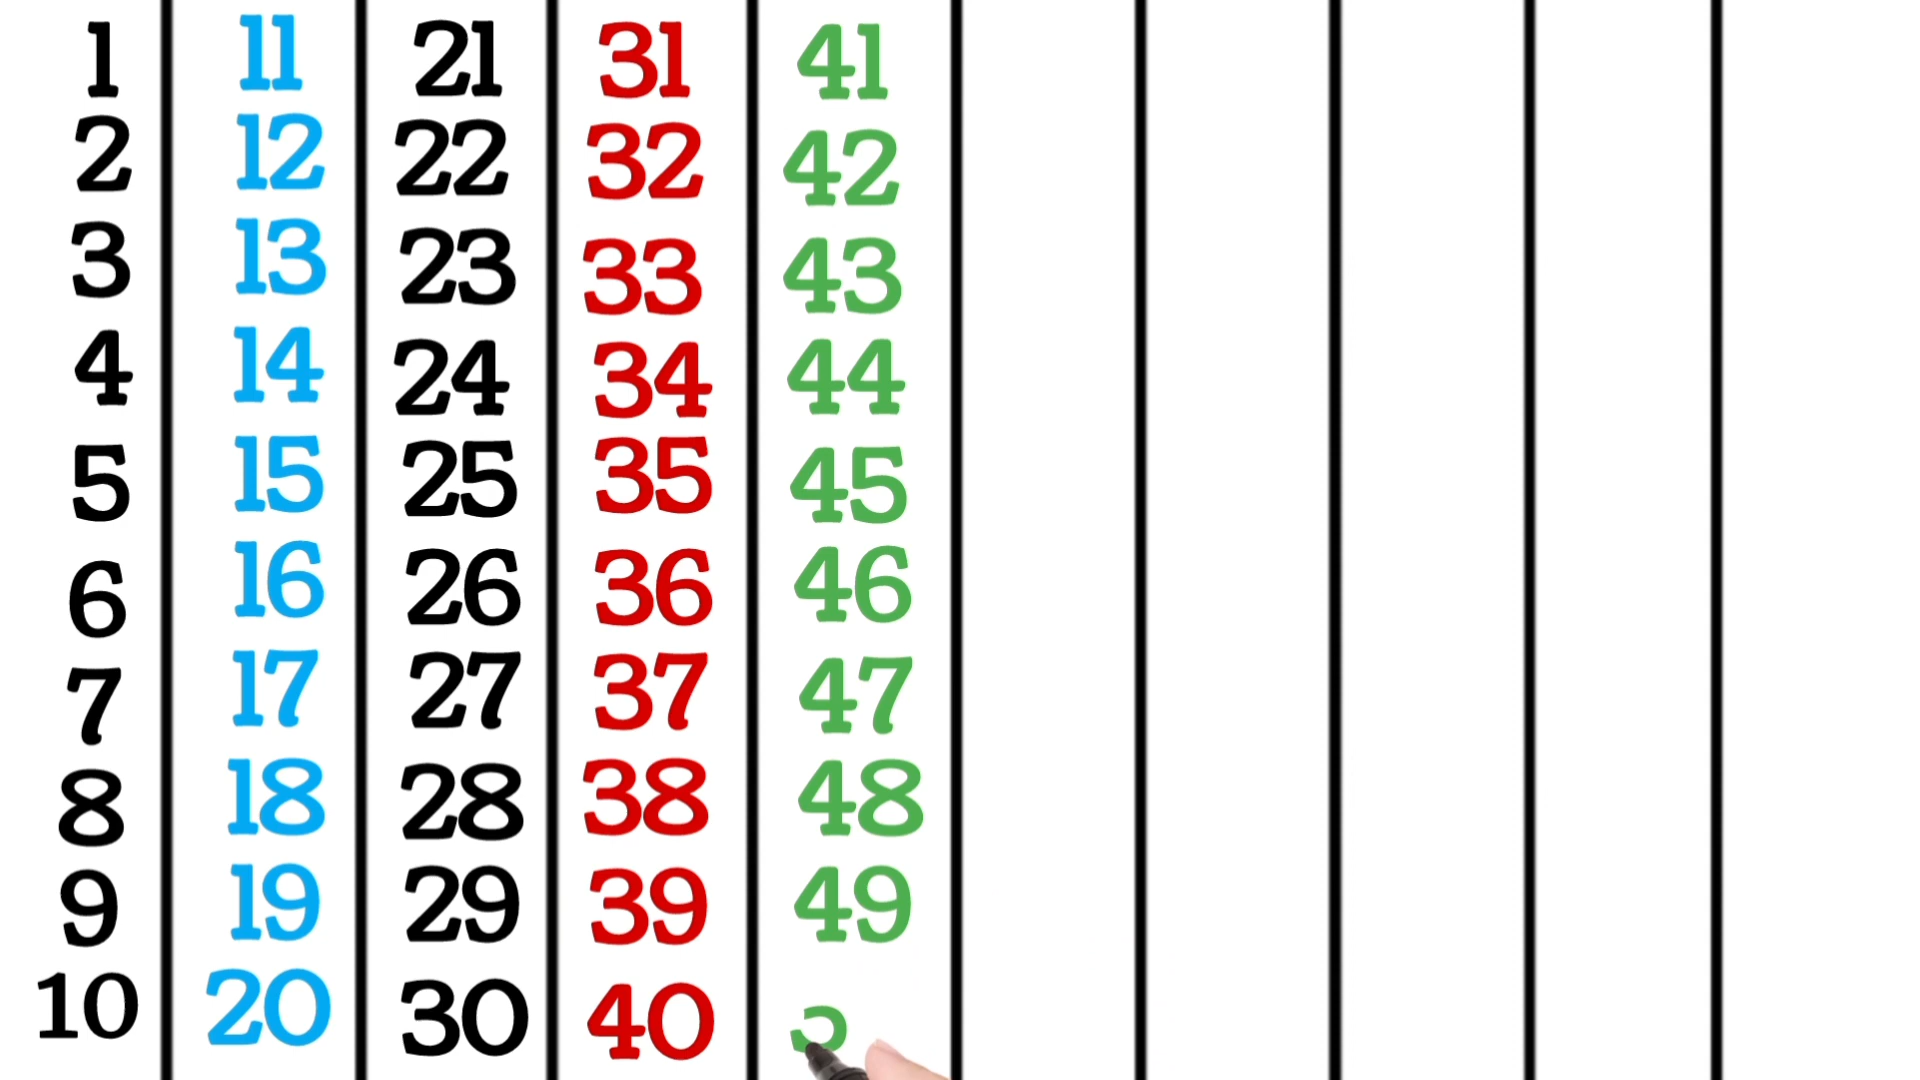 1 11 21 31 41
2 12 22 32 42
3 13 23 33 43
4 14 24 34 44
5 15 25 35 45
6 16 26 36 46
7 17 27 37 47
8 18 28 38 48
9 19 29 39 49
10 20 30 40